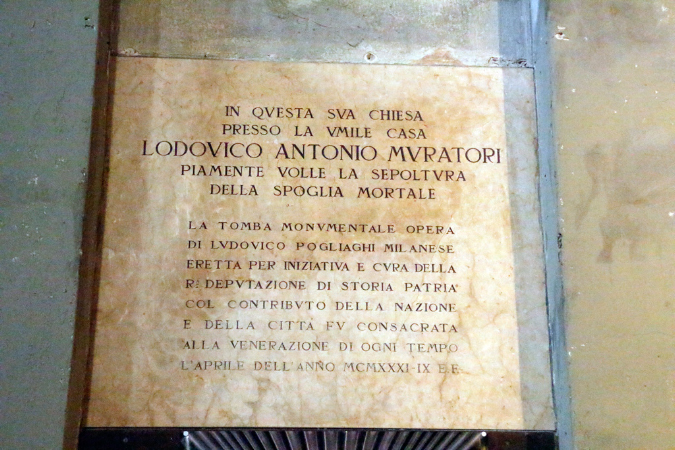 IN QVESTA SVA CHIESA
PRESSO LA VMILE CASA
LODOVICO ANTONIO MVRATORI
PIAMENTE VOLLE LA SEPOLTVRA
DELLA SPOGLIA MORTALE
LA TOMBA MONVMENTALE OPERA
DI LVDOVICO POGLIAGHI MILANESE
ERETTA PER INIZIATIVA E CVRA DELLA
R. DEPVTAZIONE DI STORIA PATRIA
COL CONTRIBVTO DELLA NAZIONE
E DELLA CITTÀ FV CONSACRATA
ALLA VENERAZIONE DI OGNI TEMPO
L'APRILE DELL'ANNO MCMXXXI·IX E.F.